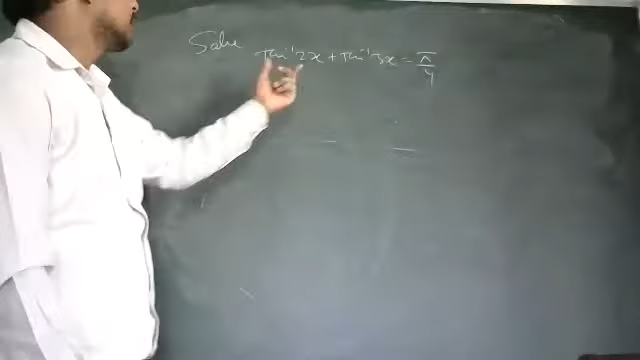 Solve tan⁻¹2x + tan⁻¹3x = π/4